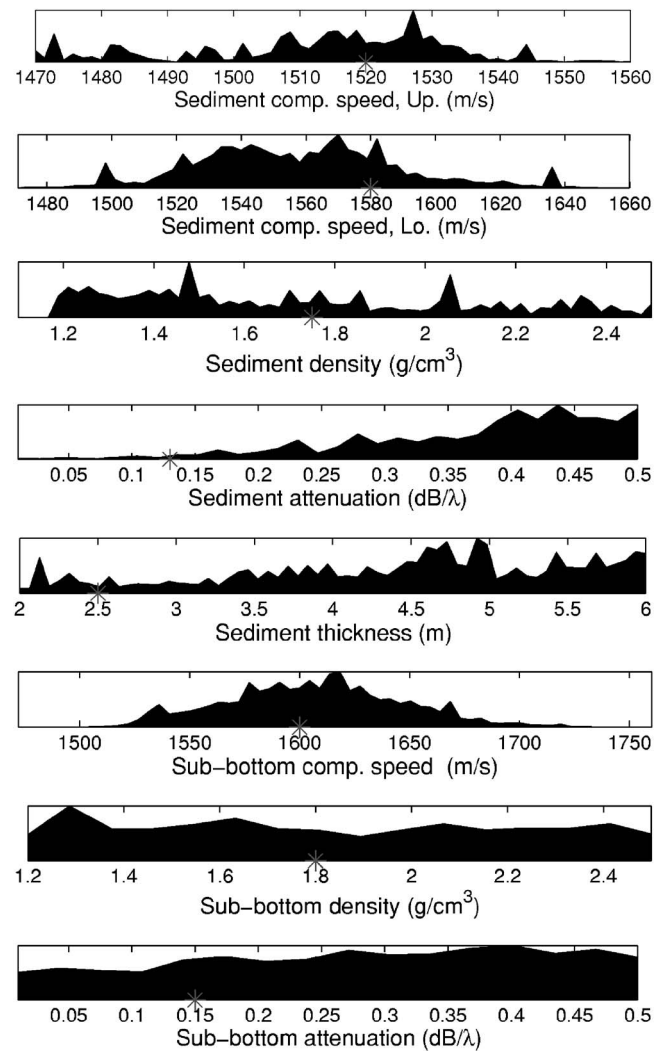 1470 1480 1490 1500 1510 1520 1530 1540 1550 1560
Sediment comp. speed, Up. (m/s)
1480 1500 1520 1540 1560 1580 1600 1620 1640 1660
Sediment comp. speed, Lo. (m/s)
1.2 1.4 1.6 1.8 2 2.2 2.4
Sediment density (g/cm³)
0.05 0.1 0.15 0.2 0.25 0.3 0.35 0.4 0.45 0.5
Sediment attenuation (dB/λ)
2 2.5 3 3.5 4 4.5 5 5.5 6
Sediment thickness (m)
1500 1550 1600 1650 1700 1750
Sub−bottom comp. speed (m/s)
1.2 1.4 1.6 1.8 2 2.2 2.4
Sub−bottom density (g/cm³)
0.05 0.1 0.15 0.2 0.25 0.3 0.35 0.4 0.45 0.5
Sub−bottom attenuation (dB/λ)